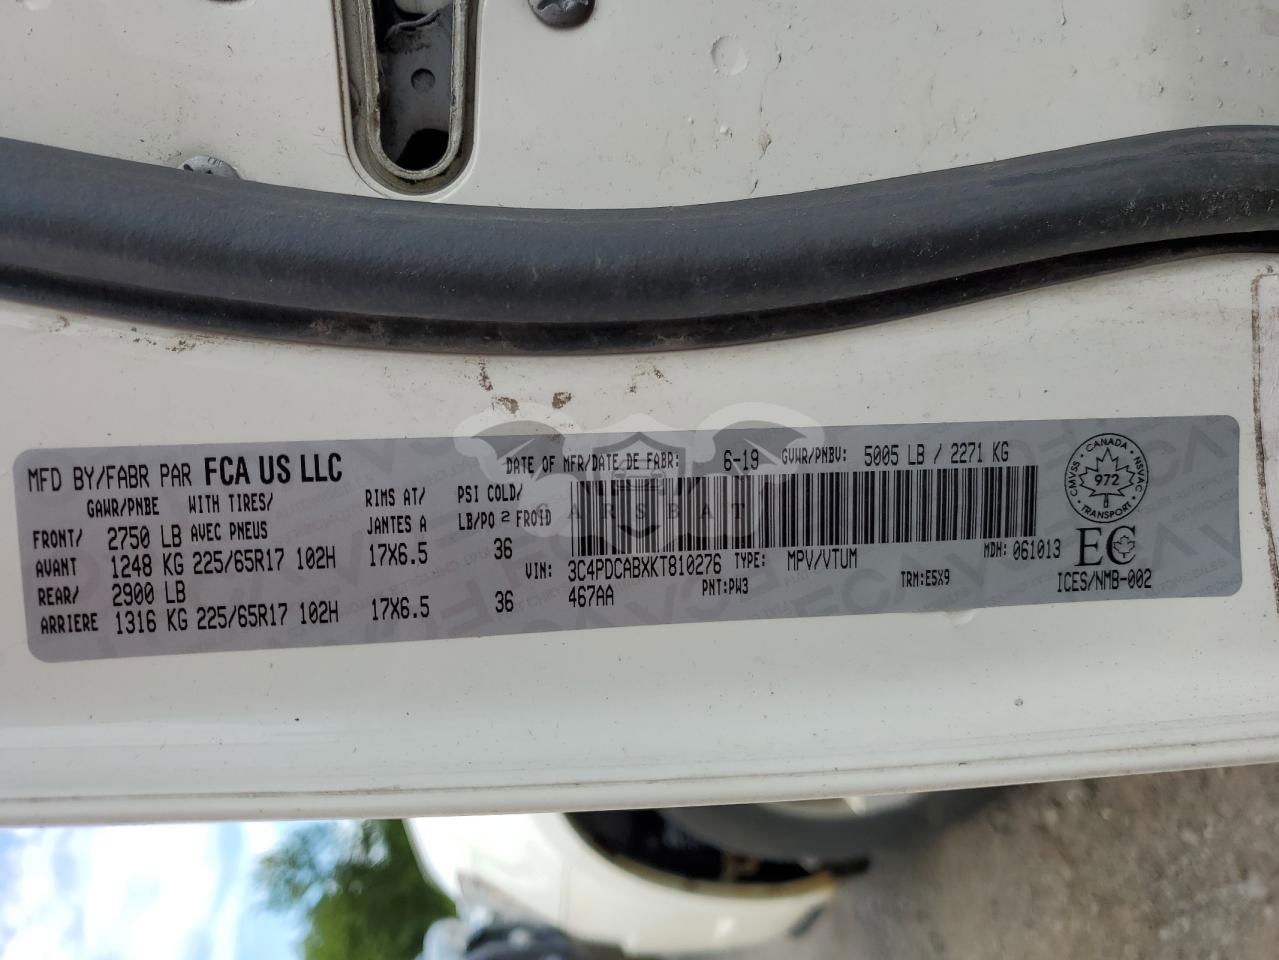 MFD BY/FABR PAR FCA US LLC
DATE OF MFR/DATE DE FABR: 6-19 GVWR/PNBV: 5005 LB / 2271 KG
GAWR/PNBE WITH TIRES/ RIMS AT/ PSI COLD/
FRONT/ 2750 LB AVEC PNEUS JANTES A LB/PO 2 FROID
AVANT 1248 KG 225/65R17 102H 17X6.5 36
REAR/ 2900 LB
ARRIERE 1316 KG 225/65R17 102H 17X6.5 36
VIN: 3C4PDCABXKT810276 TYPE: MPV/VTUM MDH: 061013
467AA PNT:PW3 TRM:E5X9
CANADA
CMVSS 972 NSVAC
TRANSPORT
EC
ICES/NMB-002
CARSBAT